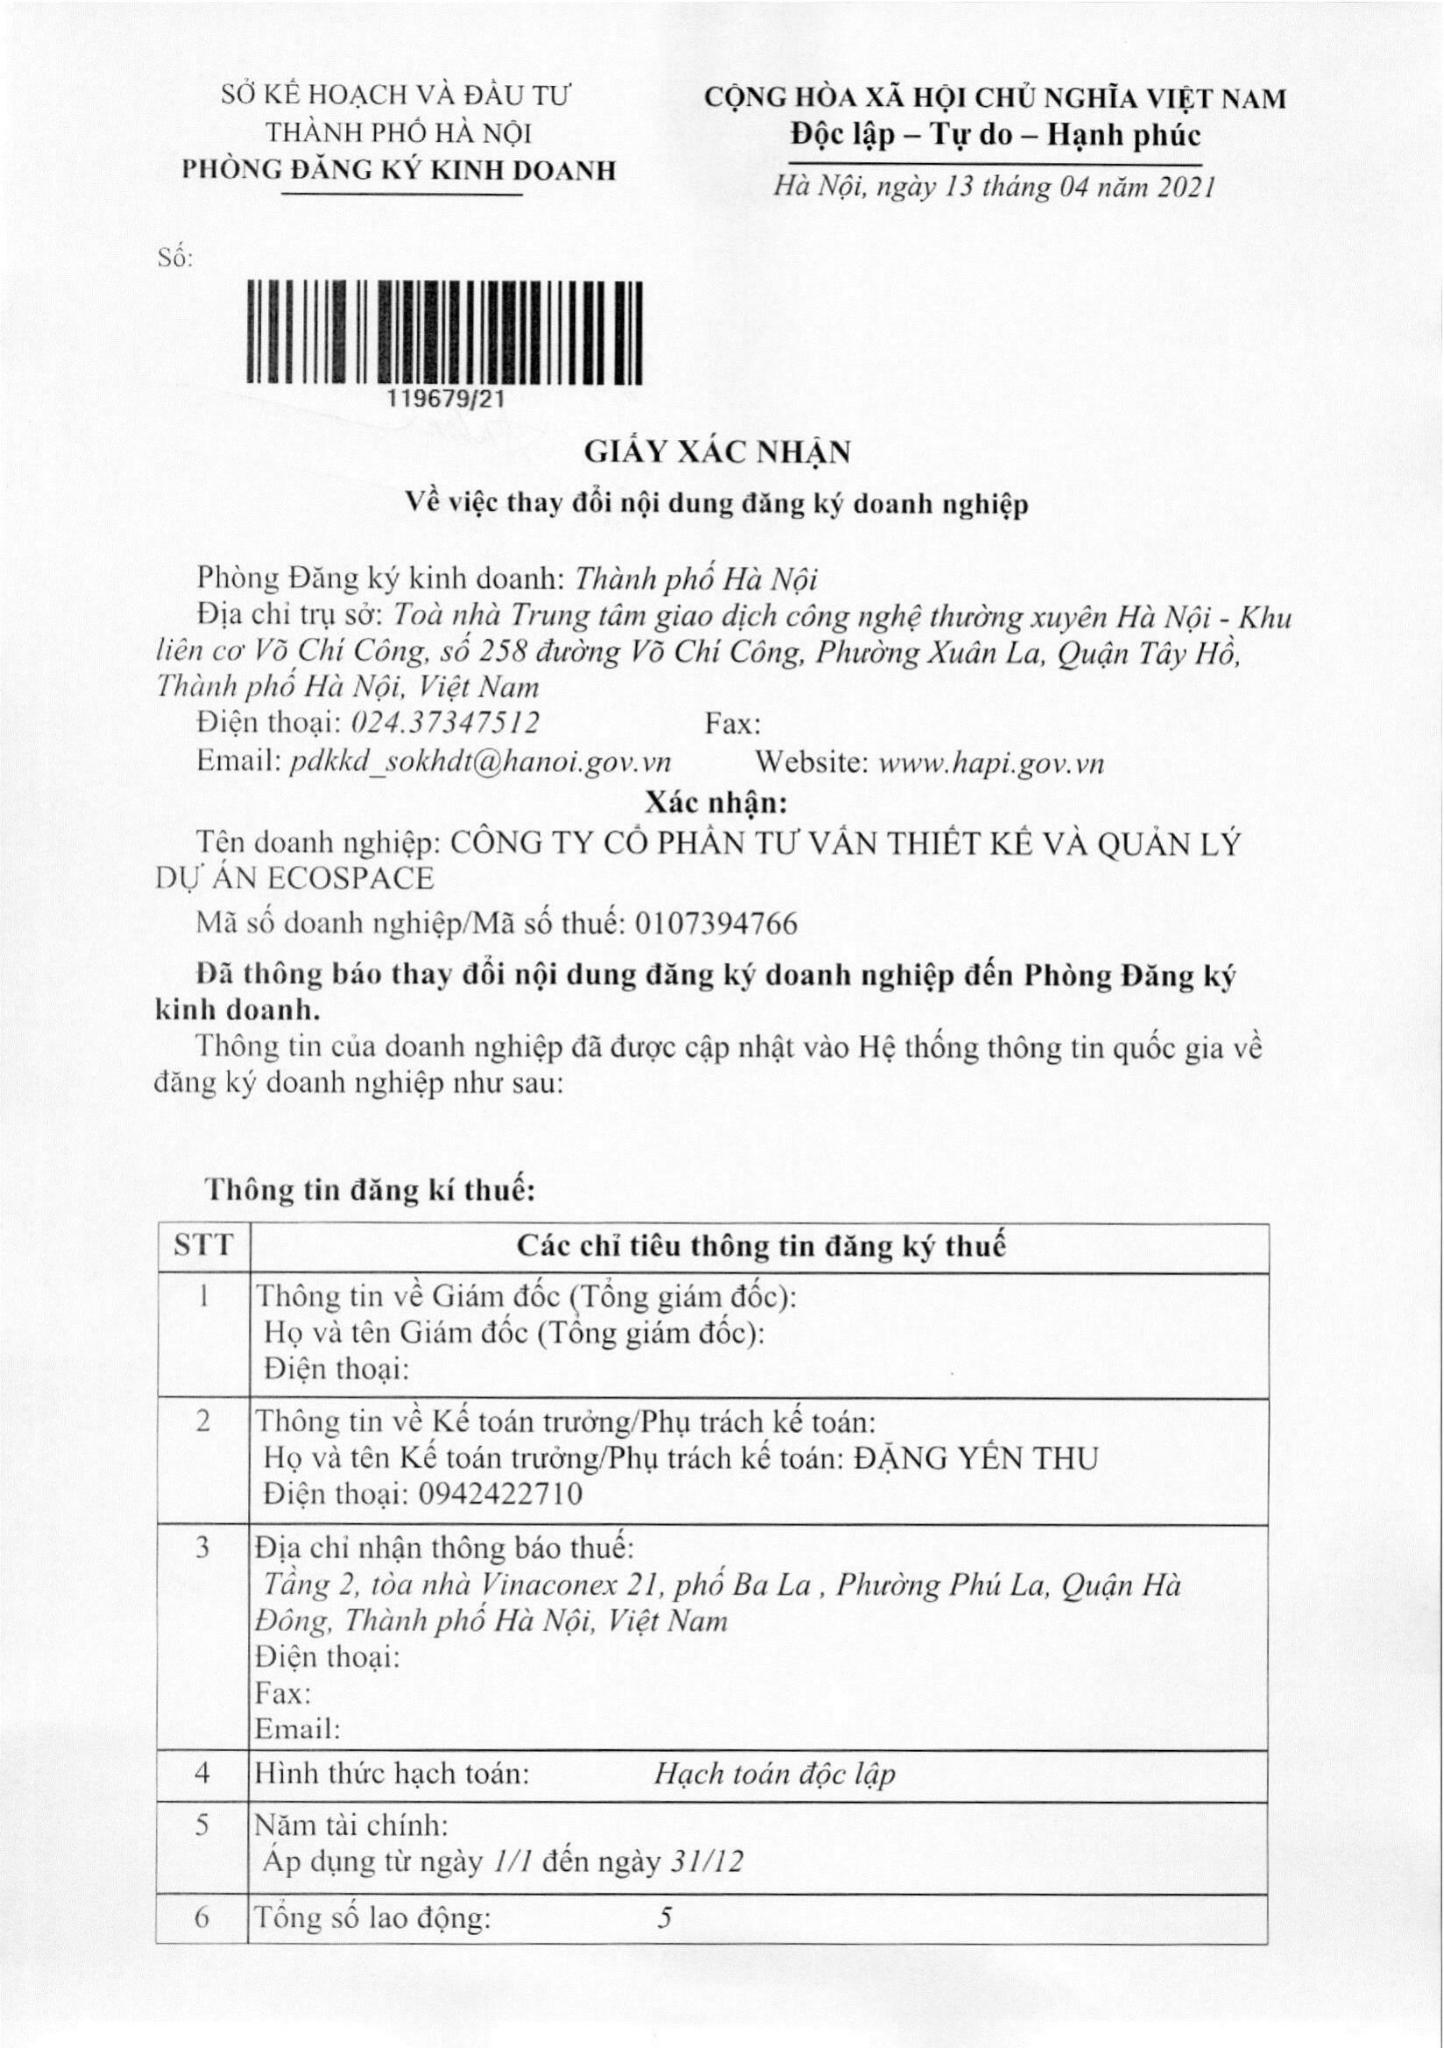 SỞ KẾ HOẠCH VÀ ĐẦU TƯ
THÀNH PHỐ HÀ NỘI
PHÒNG ĐĂNG KÝ KINH DOANH
CỘNG HÒA XÃ HỘI CHỦ NGHĨA VIỆT NAM
Độc lập – Tự do – Hạnh phúc
Hà Nội, ngày 13 tháng 04 năm 2021
Số:
119679/21
GIẤY XÁC NHẬN
Về việc thay đổi nội dung đăng ký doanh nghiệp
Phòng Đăng ký kinh doanh: Thành phố Hà Nội
Địa chỉ trụ sở: Toà nhà Trung tâm giao dịch công nghệ thường xuyên Hà Nội - Khu
liên cơ Võ Chí Công, số 258 đường Võ Chí Công, Phường Xuân La, Quận Tây Hồ,
Thành phố Hà Nội, Việt Nam
Điện thoại: 024.37347512 Fax:
Email: pdkkd_sokhdt@hanoi.gov.vn Website: www.hapi.gov.vn
Xác nhận:
Tên doanh nghiệp: CÔNG TY CỔ PHẦN TƯ VẤN THIẾT KẾ VÀ QUẢN LÝ
DỰ ÁN ECOSPACE
Mã số doanh nghiệp/Mã số thuế: 0107394766
Đã thông báo thay đổi nội dung đăng ký doanh nghiệp đến Phòng Đăng ký
kinh doanh.
Thông tin của doanh nghiệp đã được cập nhật vào Hệ thống thông tin quốc gia về
đăng ký doanh nghiệp như sau:
Thông tin đăng kí thuế:
STT Các chỉ tiêu thông tin đăng ký thuế
1 Thông tin về Giám đốc (Tổng giám đốc):
Họ và tên Giám đốc (Tổng giám đốc):
Điện thoại:
2 Thông tin về Kế toán trưởng/Phụ trách kế toán:
Họ và tên Kế toán trưởng/Phụ trách kế toán: ĐẶNG YẾN THU
Điện thoại: 0942422710
3 Địa chỉ nhận thông báo thuế:
Tầng 2, tòa nhà Vinaconex 21, phố Ba La , Phường Phú La, Quận Hà
Đông, Thành phố Hà Nội, Việt Nam
Điện thoại:
Fax:
Email:
4 Hình thức hạch toán: Hạch toán độc lập
5 Năm tài chính:
Áp dụng từ ngày 1/1 đến ngày 31/12
6 Tổng số lao động: 5